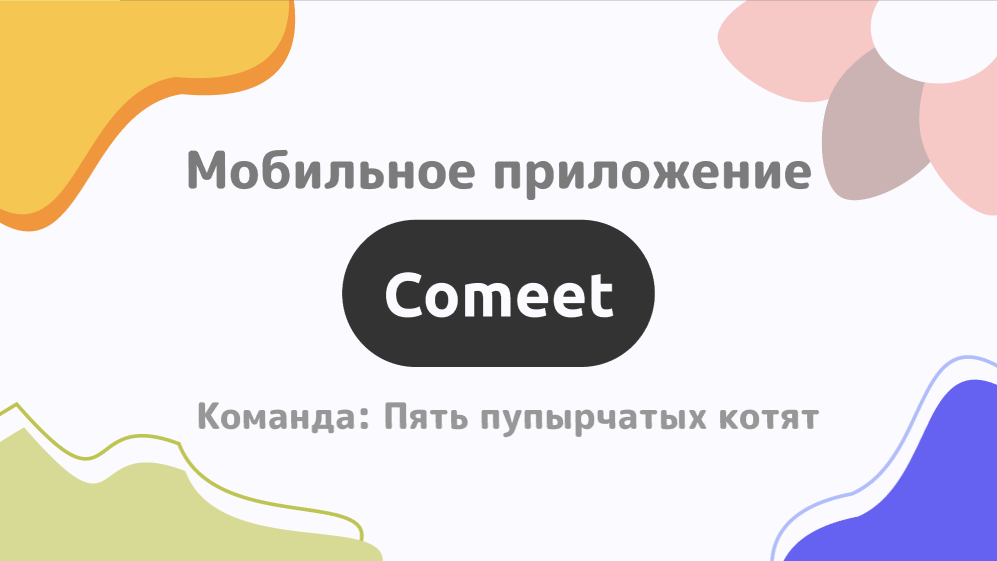 Мобильное приложение
Comeet
Команда: Пять пупырчатых котят